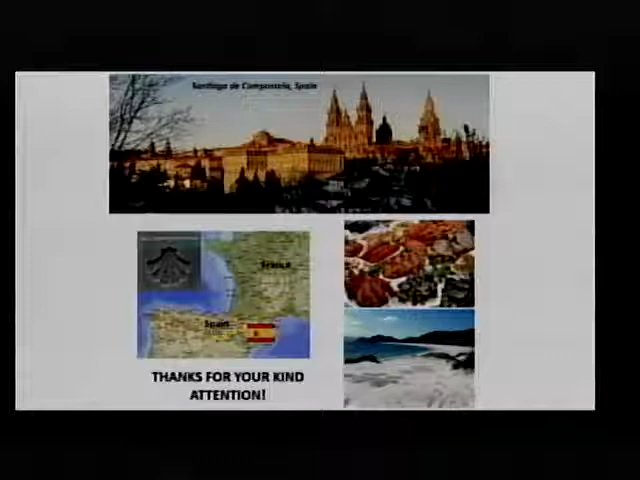 Santiago de Compostela, Spain
France
Spain
THANKS FOR YOUR KIND
ATTENTION!